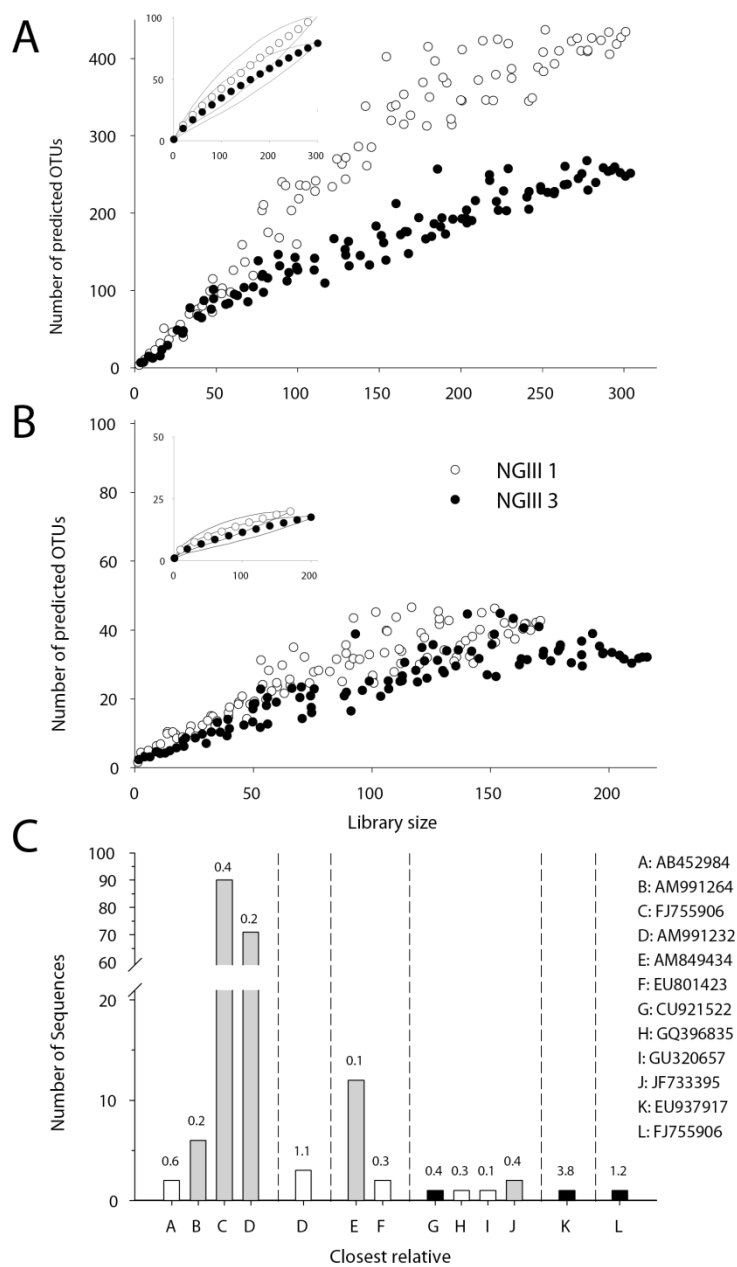 A
Number of predicted OTUs
400
300
200
100
0
0 50 100 150 200 250 300
100
50
0
0 100 200 300
B
Number of predicted OTUs
100
80
60
40
20
0
0 50 100 150 200
Library size
50
25
0
0 100 200
NGIII 1
NGIII 3
C
Number of Sequences
100
90
80
70
60
20
10
0
0.6 0.2 0.4 0.2 1.1 0.1 0.3 0.4 0.3 0.1 0.4 3.8 1.2
A B C D D E F G H I J K L
Closest relative
A: AB452984
B: AM991264
C: FJ755906
D: AM991232
E: AM849434
F: EU801423
G: CU921522
H: GQ396835
I: GU320657
J: JF733395
K: EU937917
L: FJ755906